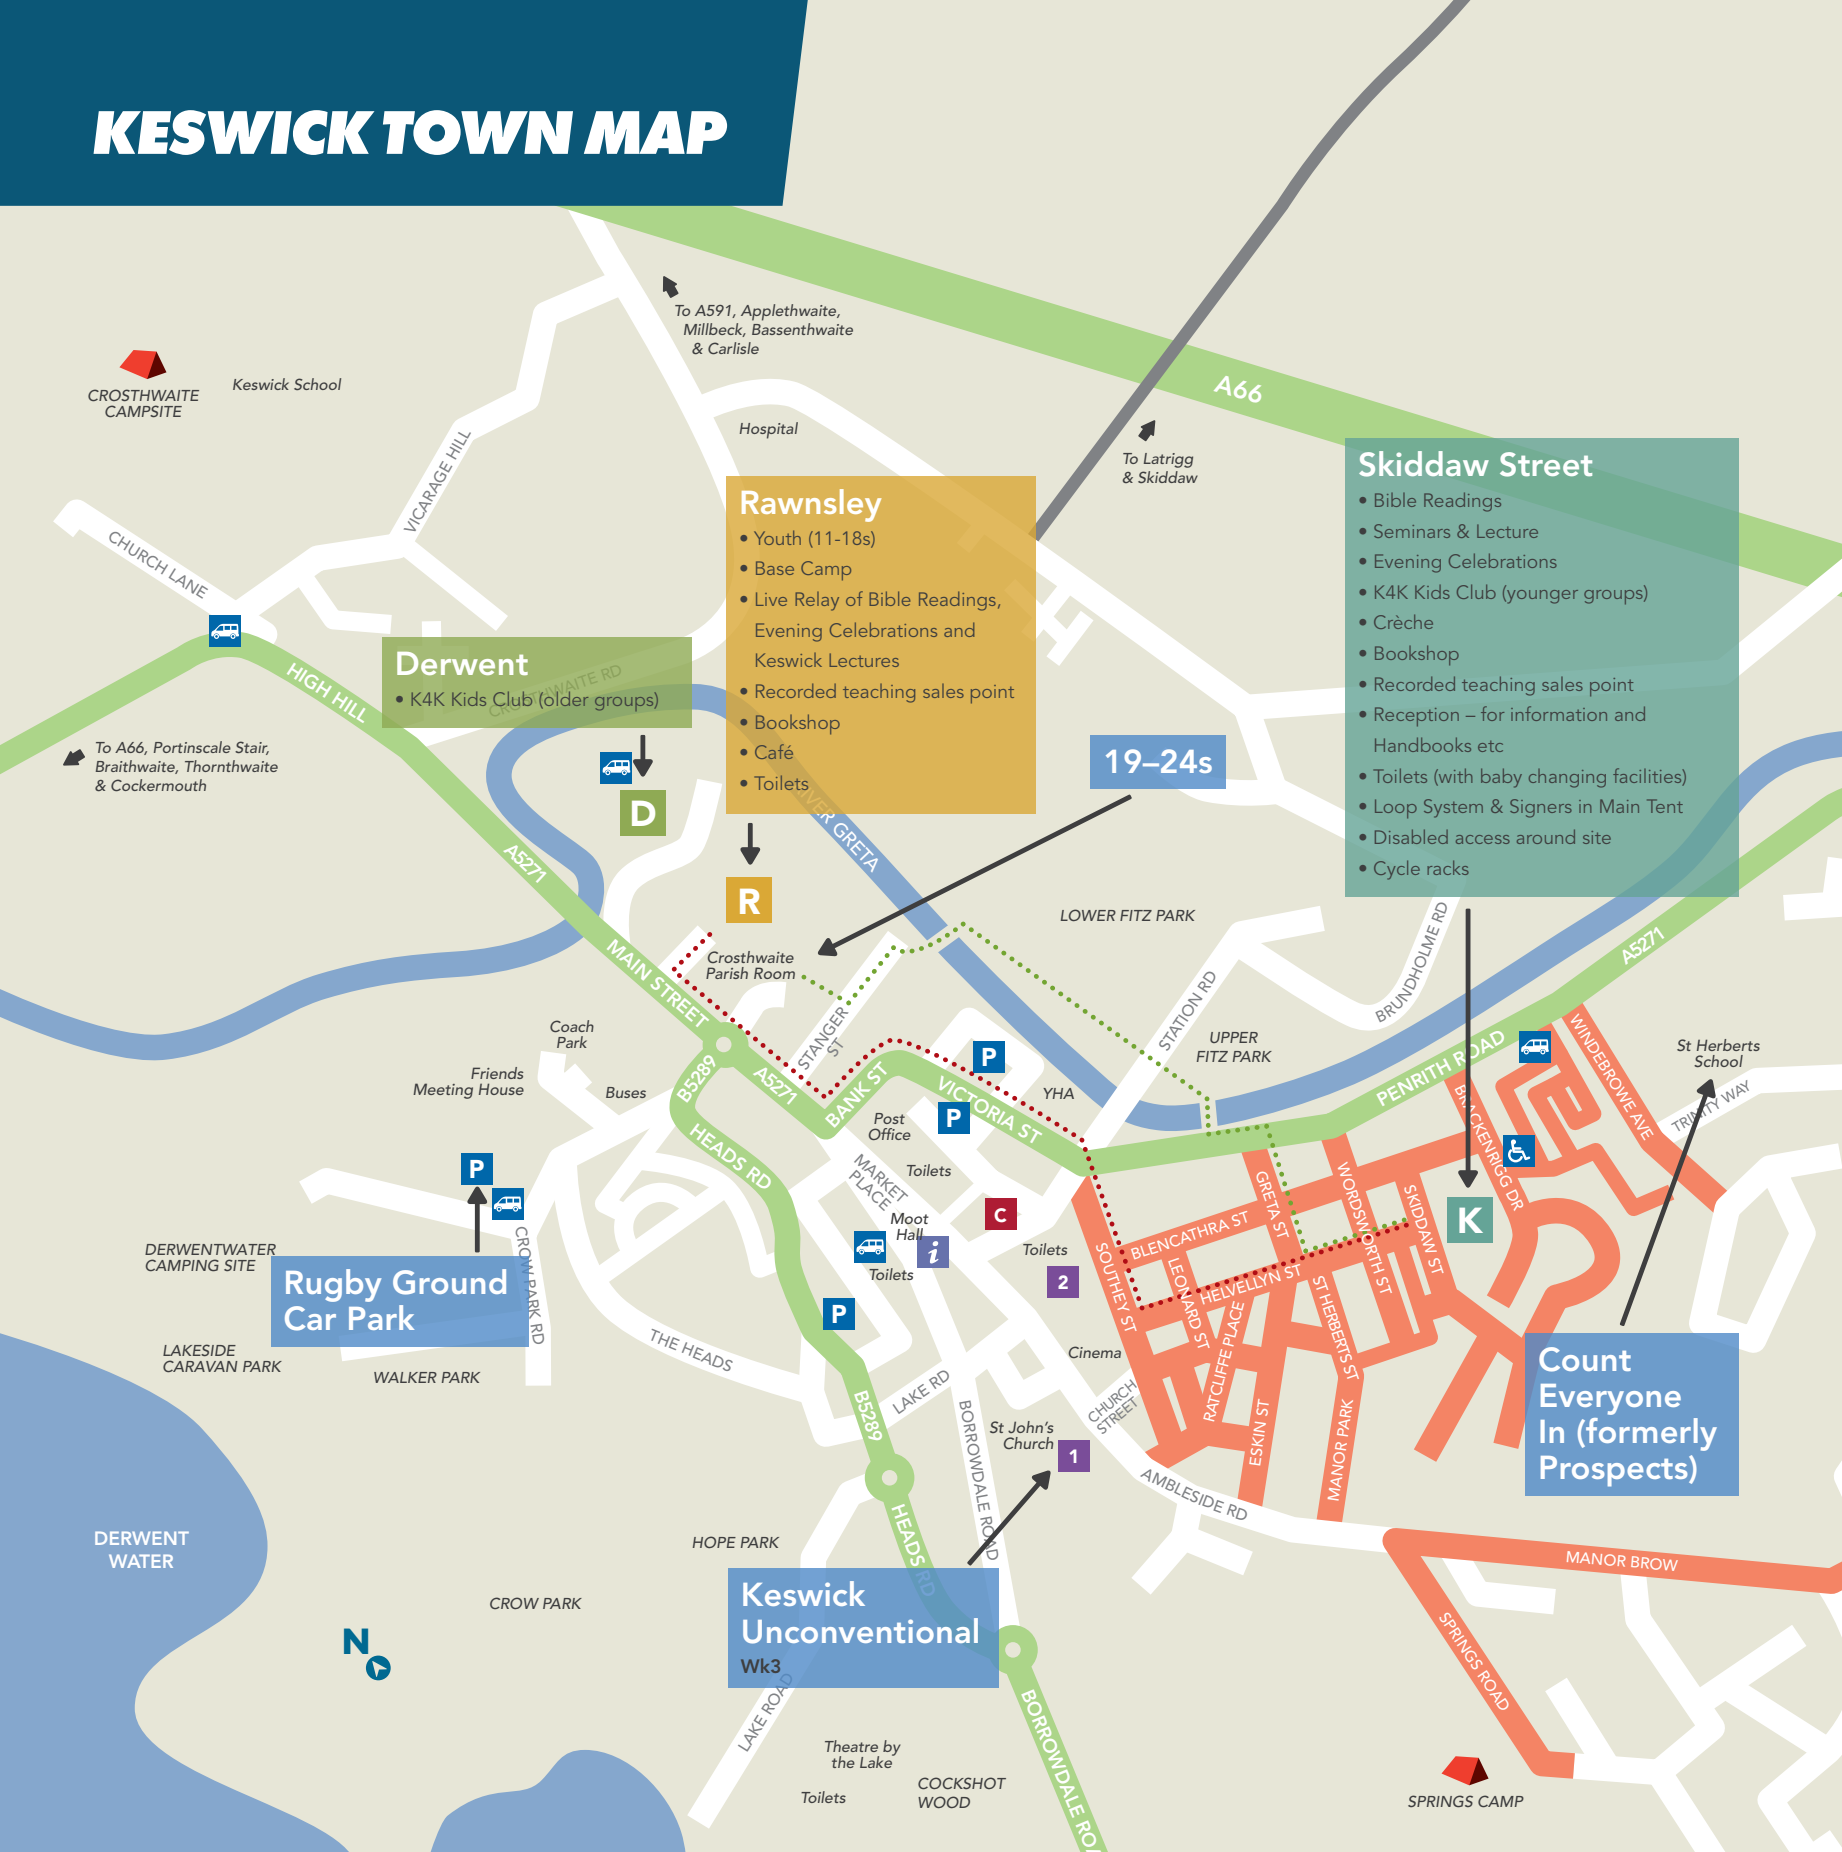 KESWICK TOWN MAP
To A591, Applethwaite,
Millbeck, Bassenthwaite
& Carlisle
A66
CROSTHWAITE
CAMPSITE
Keswick School
Hospital
To Latrigg
& Skiddaw
VICARAGE HILL
CHURCH LANE
HIGH HILL
To A66, Portinscale Stair,
Braithwaite, Thornthwaite
& Cockermouth
Derwent
• K4K Kids Club (older groups)
CROSTHWAITE RD
D
Rawnsley
• Youth (11-18s)
• Base Camp
• Live Relay of Bible Readings,
Evening Celebrations and
Keswick Lectures
• Recorded teaching sales point
• Bookshop
• Café
• Toilets
R
RIVER GRETA
19–24s
Skiddaw Street
• Bible Readings
• Seminars & Lecture
• Evening Celebrations
• K4K Kids Club (younger groups)
• Crèche
• Bookshop
• Recorded teaching sales point
• Reception – for information and
Handbooks etc
• Toilets (with baby changing facilities)
• Loop System & Signers in Main Tent
• Disabled access around site
• Cycle racks
A5271
MAIN STREET
Crosthwaite
Parish Room
LOWER FITZ PARK
A5271
BRUNDHOLME RD
STATION RD
UPPER
FITZ PARK
STANGER
ST
Coach
Park
Friends
Meeting House
Buses
B5289
A5271
BANK ST
VICTORIA ST
P
P
YHA
PENRITH ROAD
WINDEBROWE AVE
BRACKENRIGG DR
St Herberts
School
TRINITY WAY
HEADS RD
Post
Office
Toilets
MARKET
PLACE
Moot
Hall
i
Toilets
C
Toilets
2
P
P
CROW PARK RD
DERWENTWATER
CAMPING SITE
Rugby Ground
Car Park
LAKESIDE
CARAVAN PARK
WALKER PARK
THE HEADS
BLENCATHRA ST
GRETA ST
WORDSWORTH ST
SKIDDAW ST
K
SOUTHEY ST
LEONARD ST
HELVELLYN ST
RATCLIFFE PLACE
ST HERBERTS ST
ESKIN ST
MANOR PARK
Cinema
CHURCH
STREET
LAKE RD
B5289
BORROWDALE ROAD
St John's
Church
1
AMBLESIDE RD
Count
Everyone
In (formerly
Prospects)
DERWENT
WATER
HOPE PARK
HEADS RD
CROW PARK
Keswick
Unconventional
Wk3
LAKE ROAD
N
MANOR BROW
SPRINGS ROAD
BORROWDALE ROA
Theatre by
the Lake
Toilets
COCKSHOT
WOOD
SPRINGS CAMP